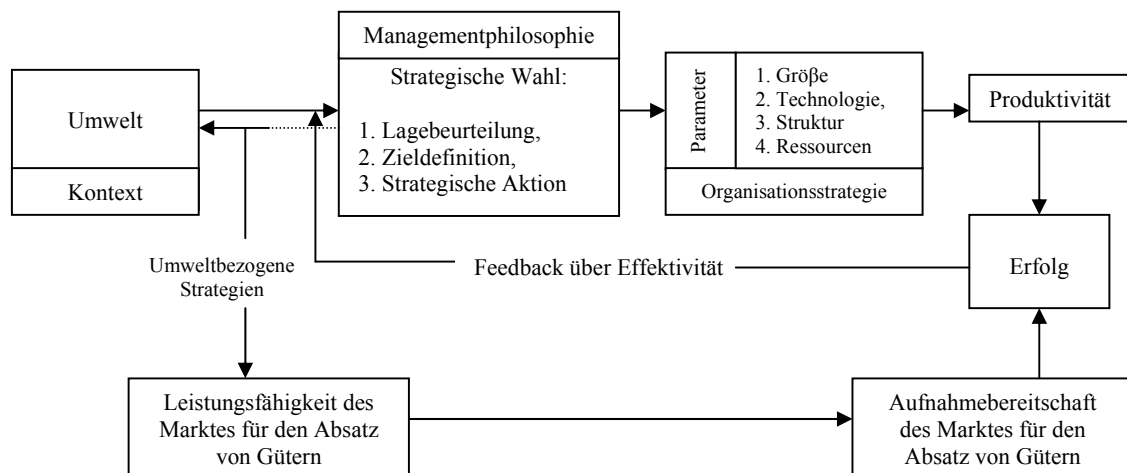 Managementphilosophie
Strategische Wahl:
1. Lagebeurteilung,
2. Zieldefinition,
3. Strategische Aktion
Umwelt
Kontext
Parameter
1. Größe
2. Technologie,
3. Struktur
4. Ressourcen
Organisationsstrategie
Produktivität
Umweltbezogene
Strategien
Feedback über Effektivität
Erfolg
Leistungsfähigkeit des
Marktes für den Absatz
von Gütern
Aufnahmebereitschaft
des Marktes für den
Absatz von Gütern